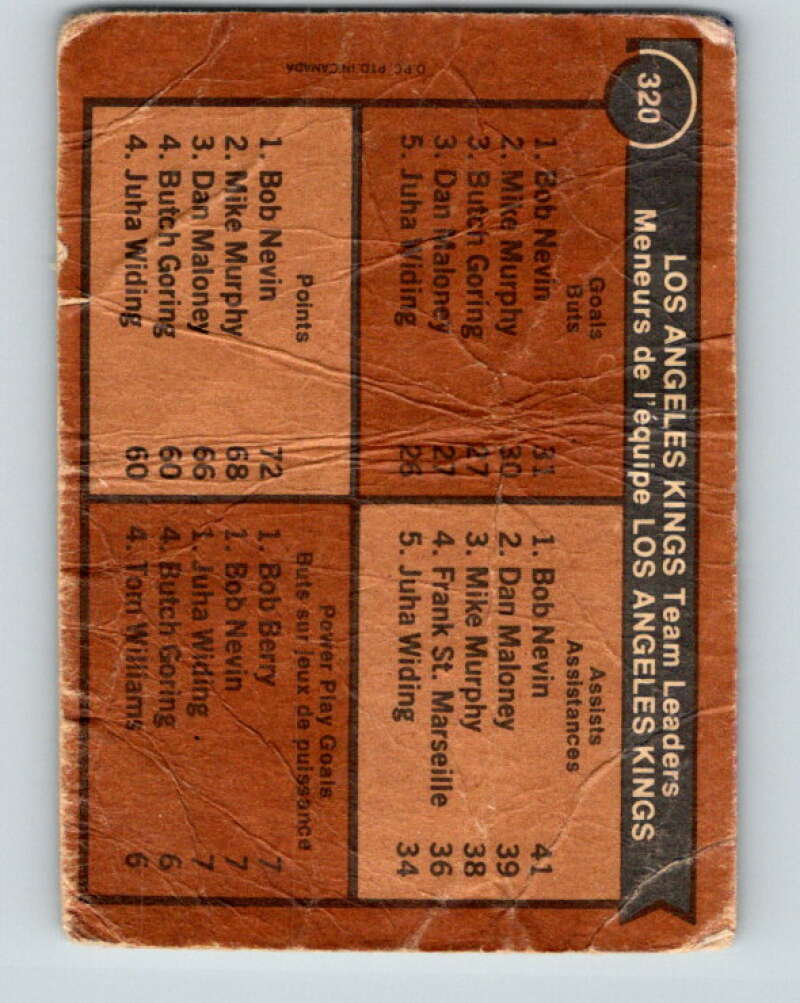 320
LOS ANGELES KINGS Team Leaders
Meneurs de l'équipe LOS ANGELES KINGS
Goals
Buts
1. Bob Nevin 31
2. Mike Murphy 30
3. Butch Goring 27
3. Dan Maloney 27
5. Juha Widing 26
Assists
Assistances
1. Bob Nevin 41
2. Dan Maloney 39
3. Mike Murphy 38
4. Frank St. Marseille 36
5. Juha Widing 34
Points
1. Bob Nevin 72
2. Mike Murphy 68
3. Dan Maloney 66
4. Butch Goring 60
4. Juha Widing 60
Power Play Goals
Buts sur jeux de puissance
1. Bob Berry 7
1. Bob Nevin 7
1. Juha Widing 7
4. Butch Goring 6
4. Tom Williams 6
O.P.C. PTD. IN CANADA